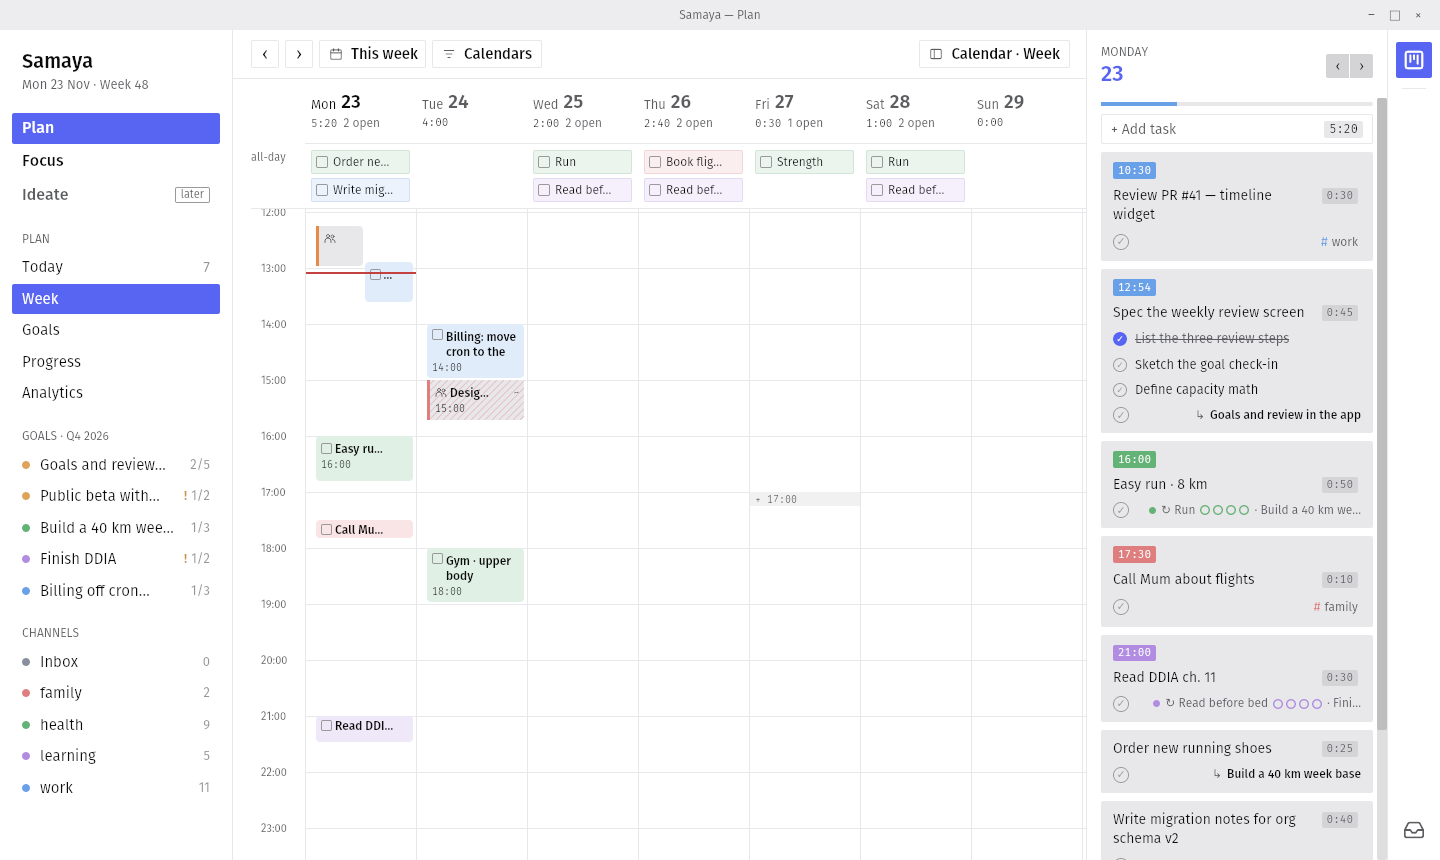 Samaya — Plan
Samaya
Mon 23 Nov · Week 48
Plan
Focus
Ideate later
PLAN
Today 7
Week
Goals
Progress
Analytics
GOALS · Q4 2026
Goals and review... 2/5
Public beta with... ! 1/2
Build a 40 km wee... 1/3
Finish DDIA ! 1/2
Billing off cron... 1/3
CHANNELS
Inbox 0
family 2
health 9
learning 5
work 11
‹ › This week Calendars Calendar · Week
Mon 23 Tue 24 Wed 25 Thu 26 Fri 27 Sat 28 Sun 29
5:20 2 open 4:00 2:00 2 open 2:40 2 open 0:30 1 open 1:00 2 open 0:00
all-day
Order ne... Run Book flig... Strength Run
Write mig... Read bef... Read bef... Read bef...
12:00
13:00
...
14:00
Billing: move
cron to the
14:00
15:00
Desig...
15:00
16:00
Easy ru...
16:00
17:00
+ 17:00
Call Mu...
18:00
Gym · upper
body
18:00
19:00
20:00
21:00
Read DDI...
22:00
23:00
MONDAY
23
‹ ›
+ Add task 5:20
10:30
Review PR #41 — timeline 0:30
widget
# work
12:54
Spec the weekly review screen 0:45
List the three review steps
Sketch the goal check-in
Define capacity math
↳ Goals and review in the app
16:00
Easy run · 8 km 0:50
↻ Run · Build a 40 km we...
17:30
Call Mum about flights 0:10
# family
21:00
Read DDIA ch. 11 0:30
↻ Read before bed · Fini...
Order new running shoes 0:25
↳ Build a 40 km week base
Write migration notes for org 0:40
schema v2